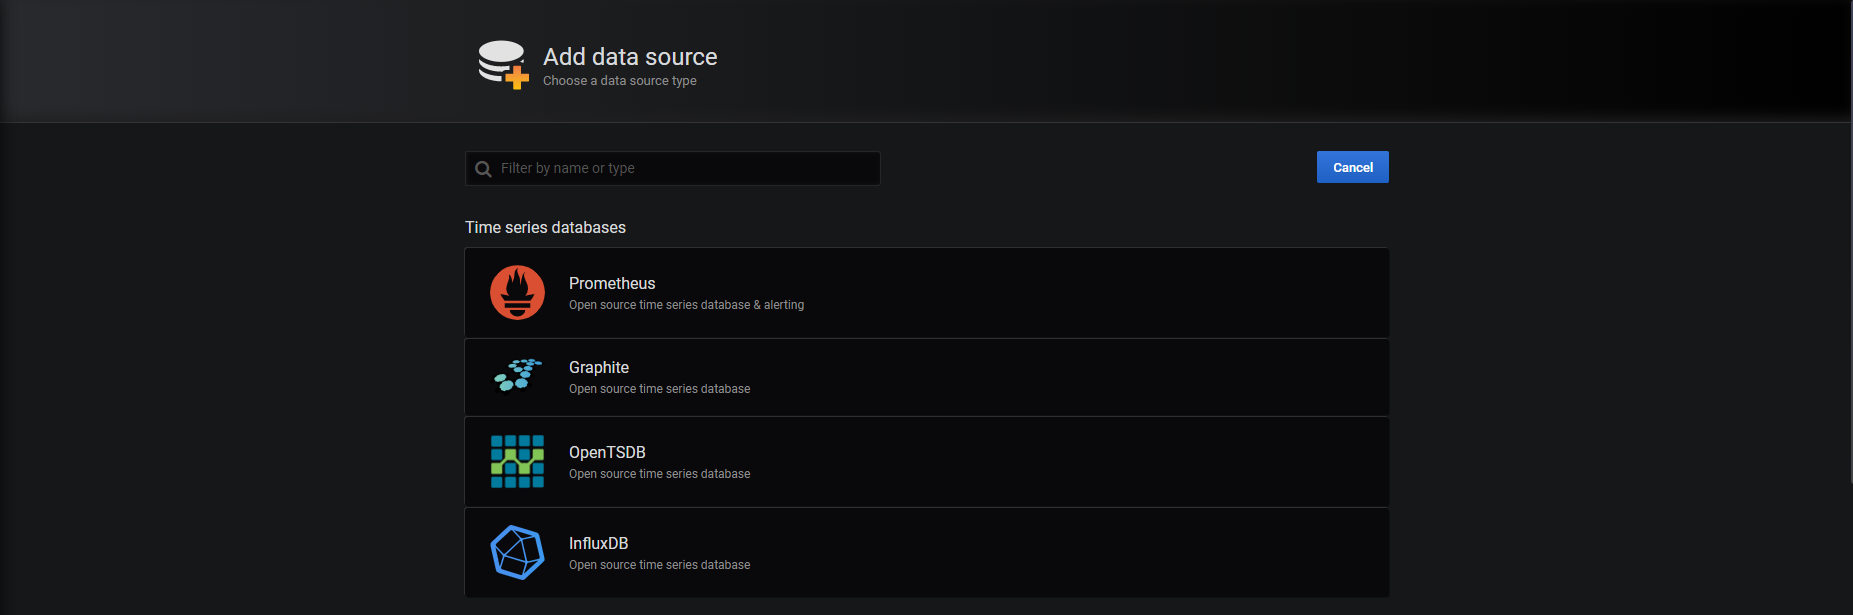 Add data source
Choose a data source type
Filter by name or type
Cancel
Time series databases
Prometheus
Open source time series database & alerting
Graphite
Open source time series database
OpenTSDB
Open source time series database
InfluxDB
Open source time series database